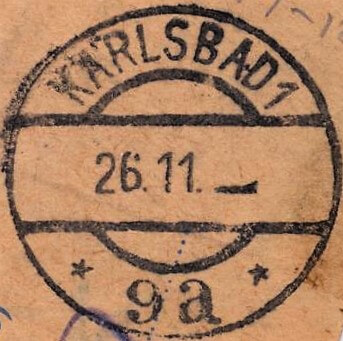 KARLSBAD 1
26.11. —
* 9a *